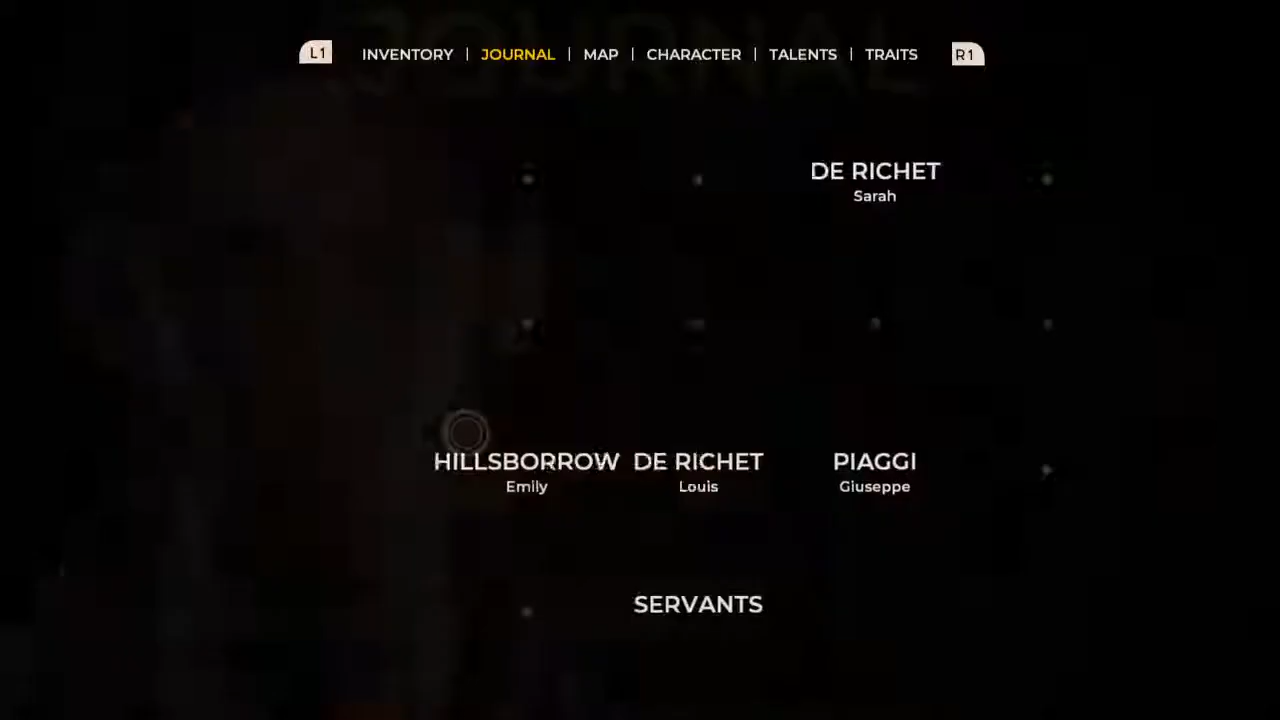 JOURNAL
L1 INVENTORY | JOURNAL | MAP | CHARACTER | TALENTS | TRAITS R1
DE RICHET
Sarah
HILLSBORROW DE RICHET PIAGGI
Emily Louis Giuseppe
SERVANTS